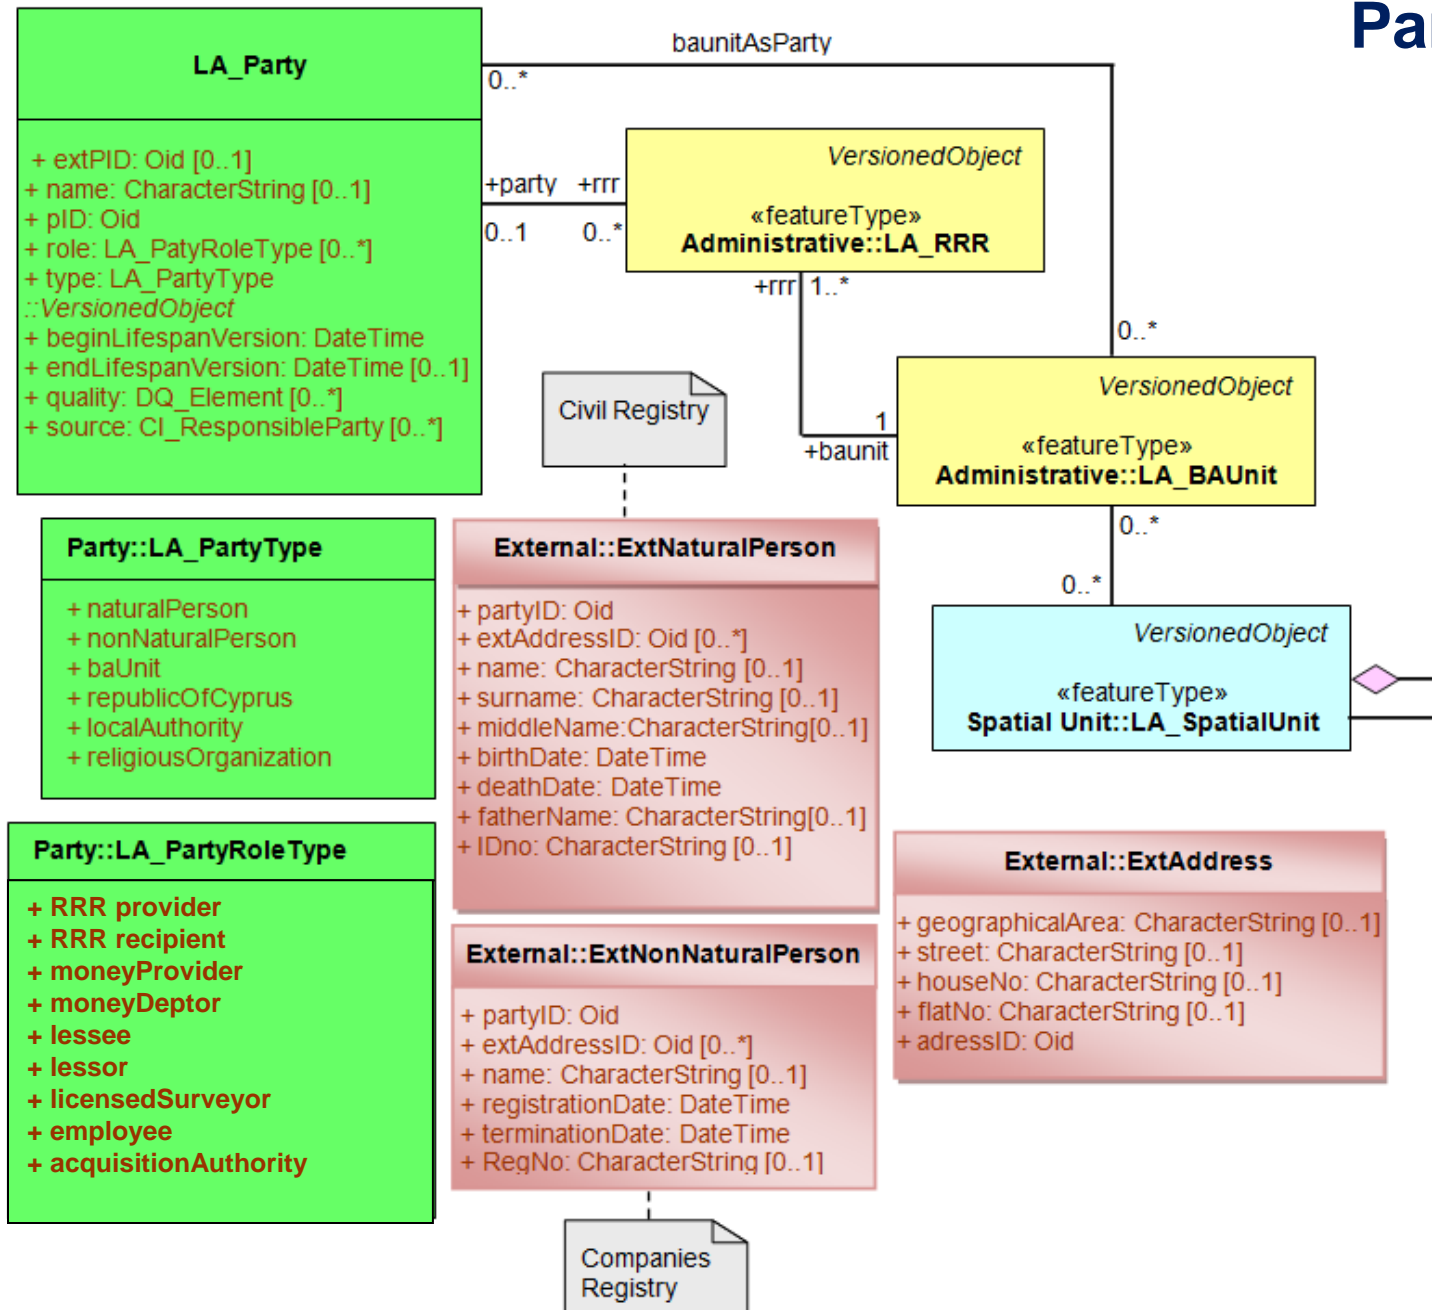 Par
LA_Party
+ extPID: Oid [0..1]
+ name: CharacterString [0..1]
+ pID: Oid
+ role: LA_PatyRoleType [0..*]
+ type: LA_PartyType
::VersionedObject
+ beginLifespanVersion: DateTime
+ endLifespanVersion: DateTime [0..1]
+ quality: DQ_Element [0..*]
+ source: CI_ResponsibleParty [0..*]
baunitAsParty
0..*
+party +rrr
0..1 0..*
VersionedObject
«featureType»
Administrative::LA_RRR
+rrr 1..*
0..*
1
+baunit
VersionedObject
«featureType»
Administrative::LA_BAUnit
0..*
0..*
VersionedObject
«featureType»
Spatial Unit::LA_SpatialUnit
Civil Registry
Party::LA_PartyType
+ naturalPerson
+ nonNaturalPerson
+ baUnit
+ republicOfCyprus
+ localAuthority
+ religiousOrganization
External::ExtNaturalPerson
+ partyID: Oid
+ extAddressID: Oid [0..*]
+ name: CharacterString [0..1]
+ surname: CharacterString [0..1]
+ middleName:CharacterString[0..1]
+ birthDate: DateTime
+ deathDate: DateTime
+ fatherName: CharacterString[0..1]
+ IDno: CharacterString [0..1]
Party::LA_PartyRoleType
+ RRR provider
+ RRR recipient
+ moneyProvider
+ moneyDeptor
+ lessee
+ lessor
+ licensedSurveyor
+ employee
+ acquisitionAuthority
External::ExtNonNaturalPerson
+ partyID: Oid
+ extAddressID: Oid [0..*]
+ name: CharacterString [0..1]
+ registrationDate: DateTime
+ terminationDate: DateTime
+ RegNo: CharacterString [0..1]
External::ExtAddress
+ geographicalArea: CharacterString [0..1]
+ street: CharacterString [0..1]
+ houseNo: CharacterString [0..1]
+ flatNo: CharacterString [0..1]
+ adressID: Oid
Companies
Registry